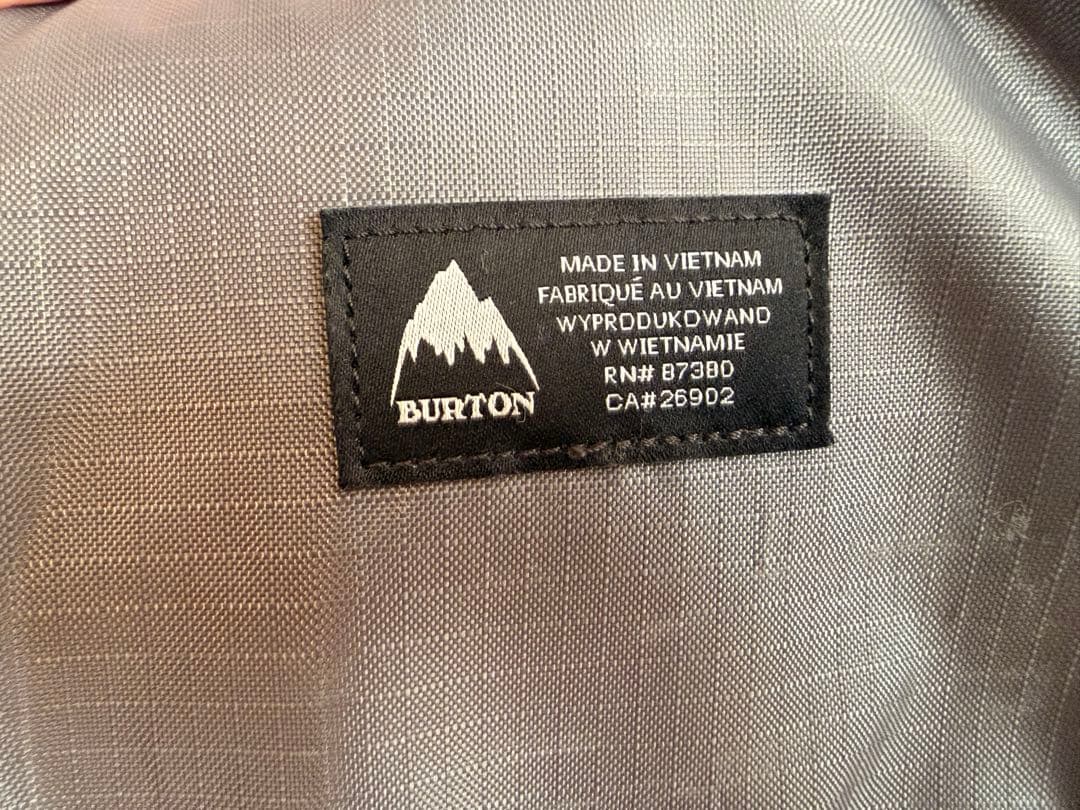 BURTON
MADE IN VIETNAM
FABRIQUÉ AU VIETNAM
WYPRODUKOWANO
W WIETNAMIE
RN# 87380
CA#26902